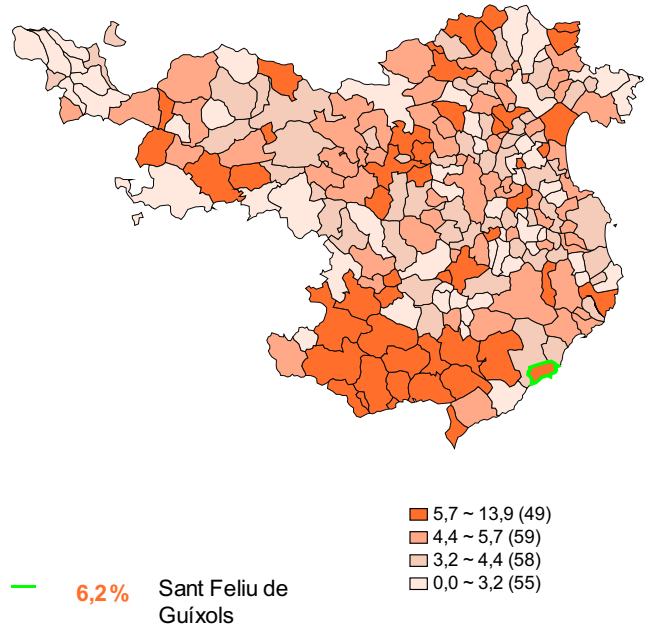 5,7 ~ 13,9 (49)
4,4 ~ 5,7 (59)
3,2 ~ 4,4 (58)
0,0 ~ 3,2 (55)
6,2 % Sant Feliu de
Guíxols